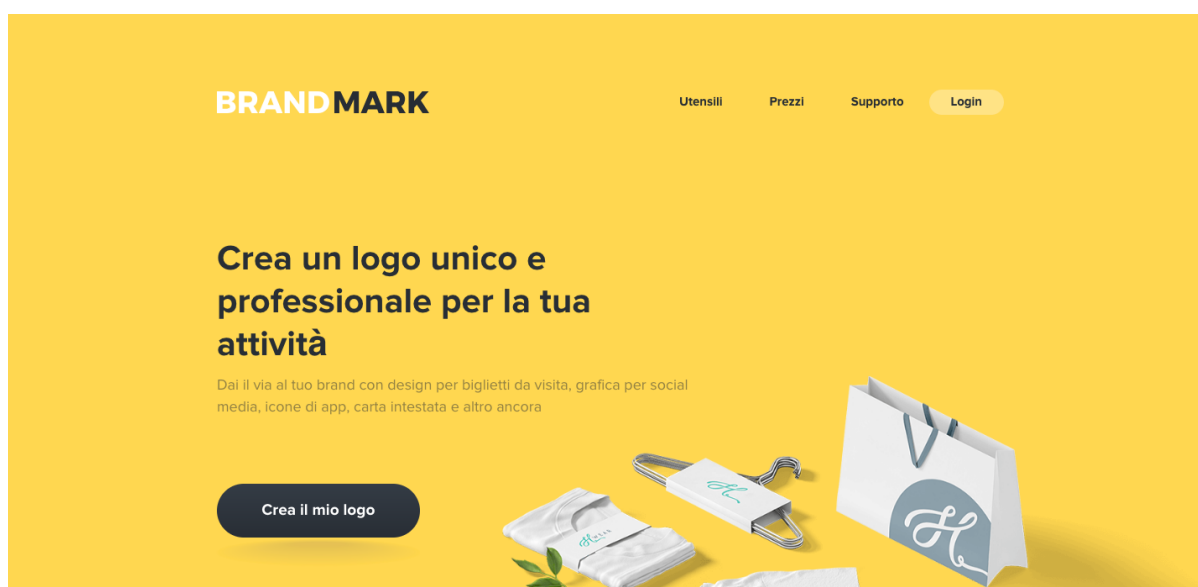 BRANDMARK
Utensili Prezzi Supporto Login
Crea un logo unico e
professionale per la tua
attività
Dai il via al tuo brand con design per biglietti da visita, grafica per social
media, icone di app, carta intestata e altro ancora
Crea il mio logo
H
H
H